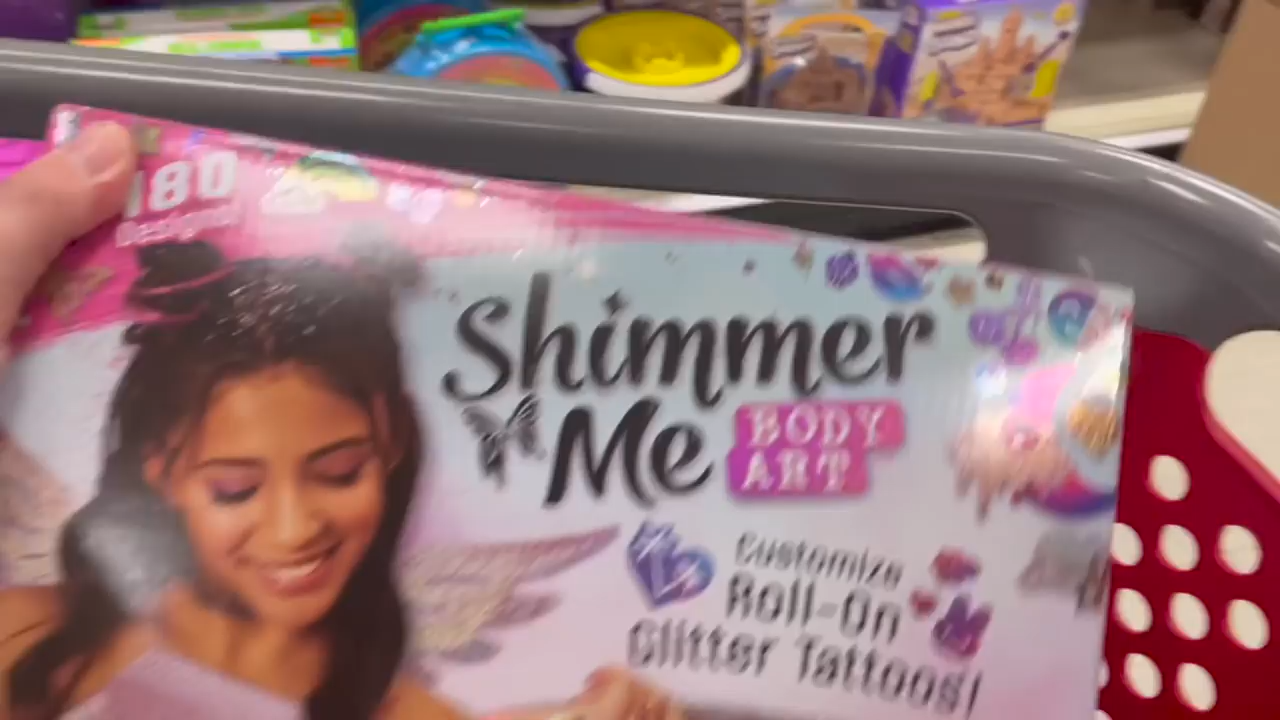 180
Designs!
Shimmer
Me
BODY
ART
Customize
Roll-On
Glitter Tattoos!